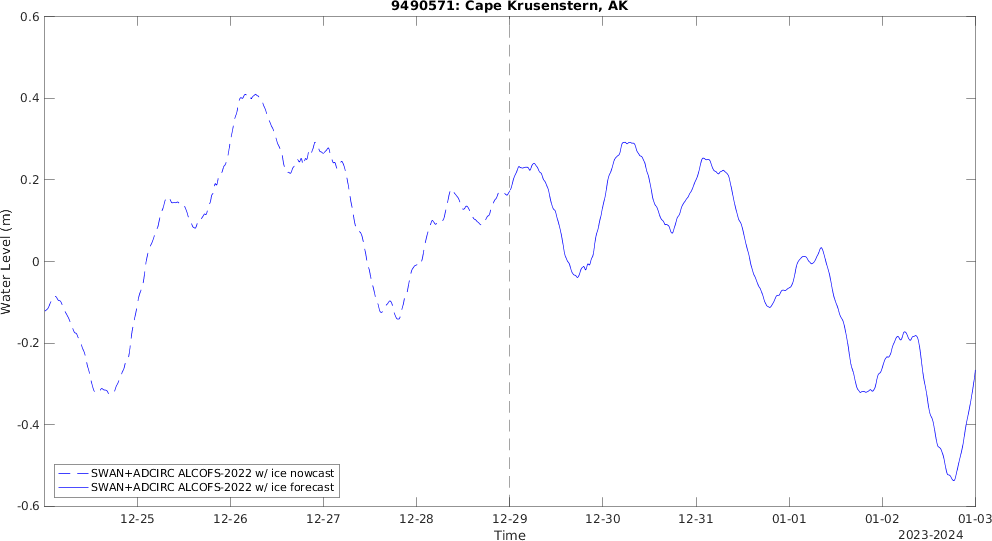 9490571: Cape Krusenstern, AK
0.6
0.4
0.2
0
-0.2
-0.4
-0.6
Water Level (m)
SWAN+ADCIRC ALCOFS-2022 w/ ice nowcast
SWAN+ADCIRC ALCOFS-2022 w/ ice forecast
12-25 12-26 12-27 12-28 12-29 12-30 12-31 01-01 01-02 01-03
Time
2023-2024